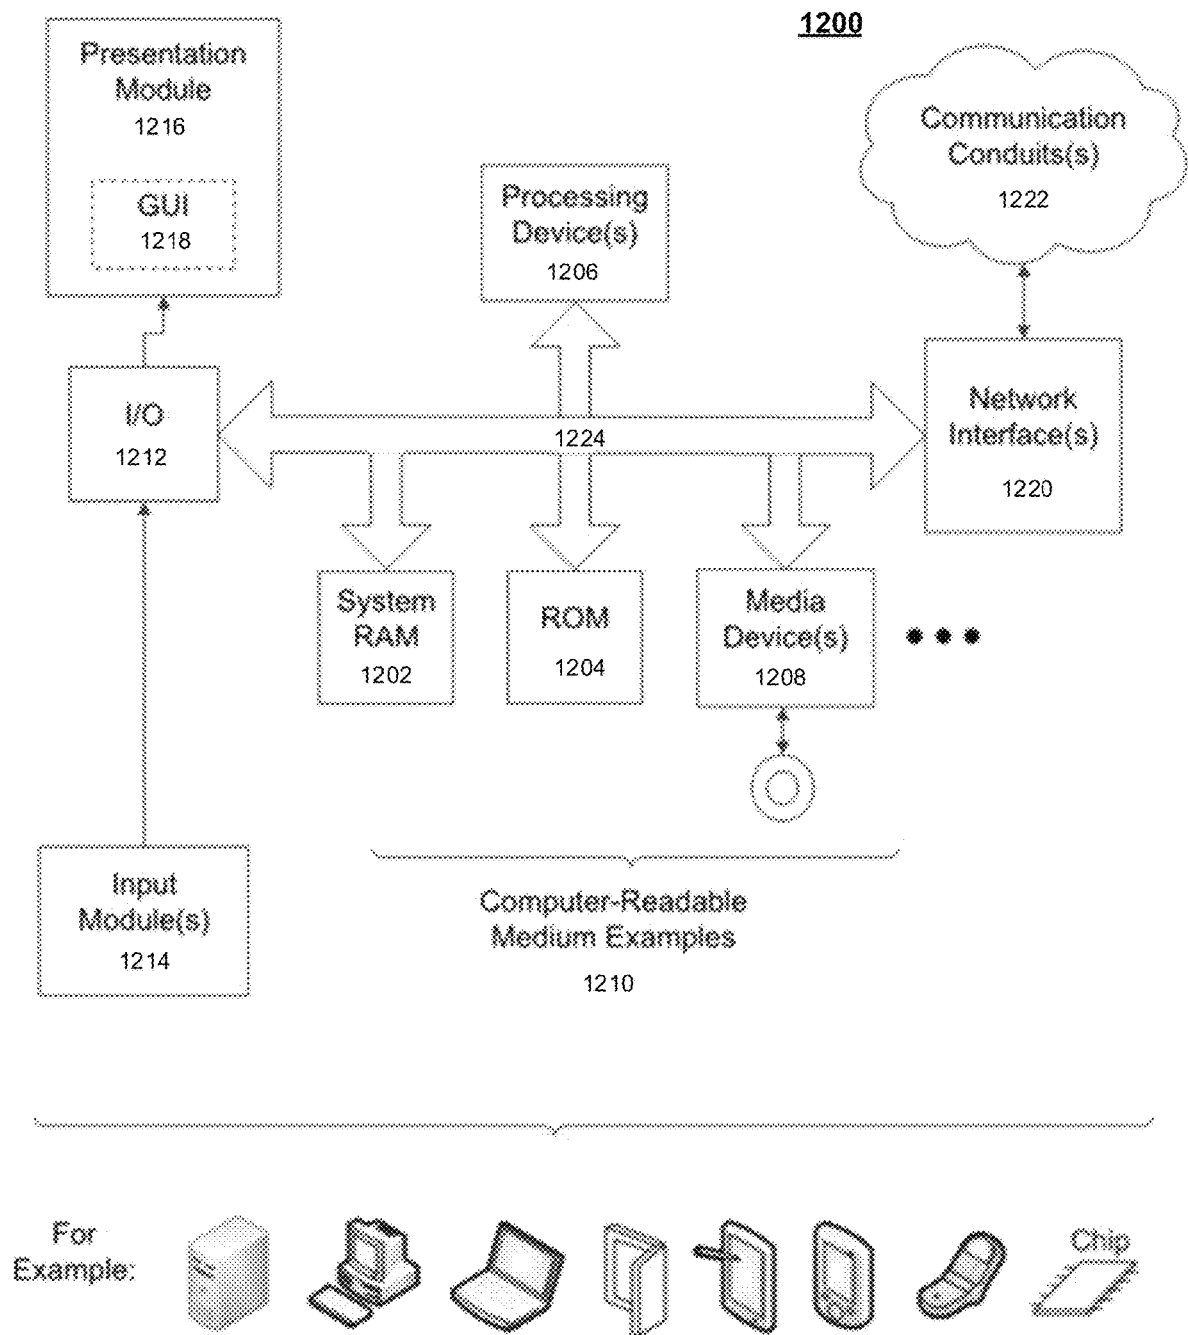 1200
Presentation
Module
1216
GUI
1218
Communication
Conduits(s)
1222
Processing
Device(s)
1206
I/O
1212
1224
Network
Interface(s)
1220
System
RAM
1202
ROM
1204
Media
Device(s)
1208
Input
Module(s)
1214
Computer-Readable
Medium Examples
1210
For
Example:
Chip